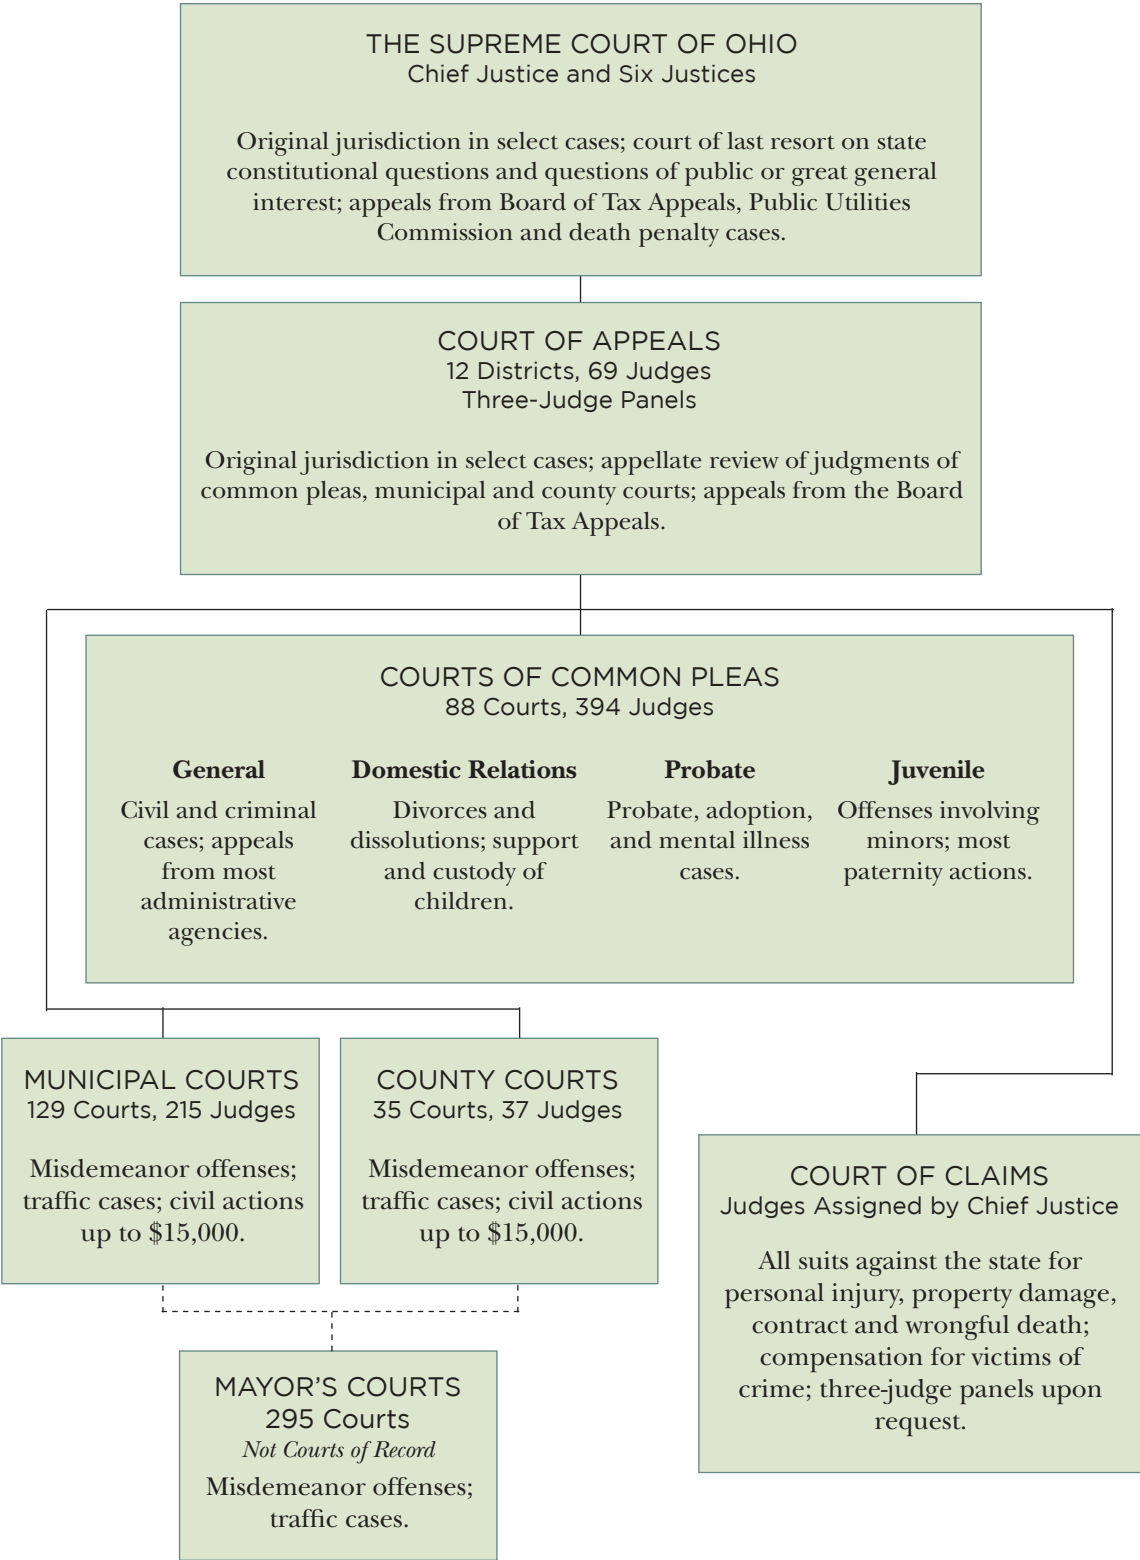 THE SUPREME COURT OF OHIO
Chief Justice and Six Justices
Original jurisdiction in select cases; court of last resort on state
constitutional questions and questions of public or great general
interest; appeals from Board of Tax Appeals, Public Utilities
Commission and death penalty cases.
COURT OF APPEALS
12 Districts, 69 Judges
Three-Judge Panels
Original jurisdiction in select cases; appellate review of judgments of
common pleas, municipal and county courts; appeals from the Board
of Tax Appeals.
COURTS OF COMMON PLEAS
88 Courts, 394 Judges
General
Civil and criminal
cases; appeals
from most
administrative
agencies.
Domestic Relations
Divorces and
dissolutions; support
and custody of
children.
Probate
Probate, adoption,
and mental illness
cases.
Juvenile
Offenses involving
minors; most
paternity actions.
MUNICIPAL COURTS
129 Courts, 215 Judges
Misdemeanor offenses;
traffic cases; civil actions
up to $15,000.
COUNTY COURTS
35 Courts, 37 Judges
Misdemeanor offenses;
traffic cases; civil actions
up to $15,000.
COURT OF CLAIMS
Judges Assigned by Chief Justice
All suits against the state for
personal injury, property damage,
contract and wrongful death;
compensation for victims of
crime; three-judge panels upon
request.
MAYOR’S COURTS
295 Courts
Not Courts of Record
Misdemeanor offenses;
traffic cases.